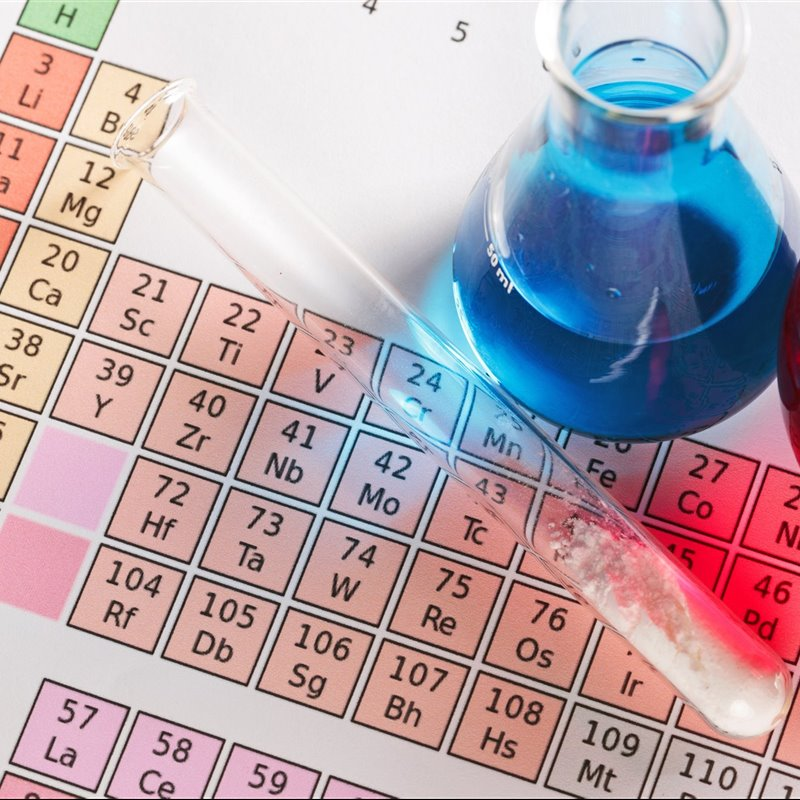 4 5
H
3 4
Li B
11 12
a Mg
50 ml
20 21 22 23 24 25 26 27
Ca Sc Ti V Cr Mn Fe Co
38 39 40 41 42 43 45 46
Sr Y Zr Nb Mo Tc Pd
72 73 74 75 76
Hf Ta W Re Os Ir
104 105 106 107 108 109 110
Rf Db Sg Bh Hs Mt
57 58 59
La Ce